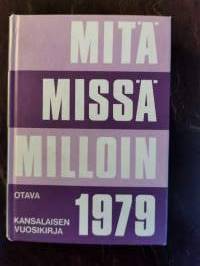 MITÄ
MISSÄ
MILLOIN
OTAVA
KANSALAISEN
VUOSIKIRJA
1979